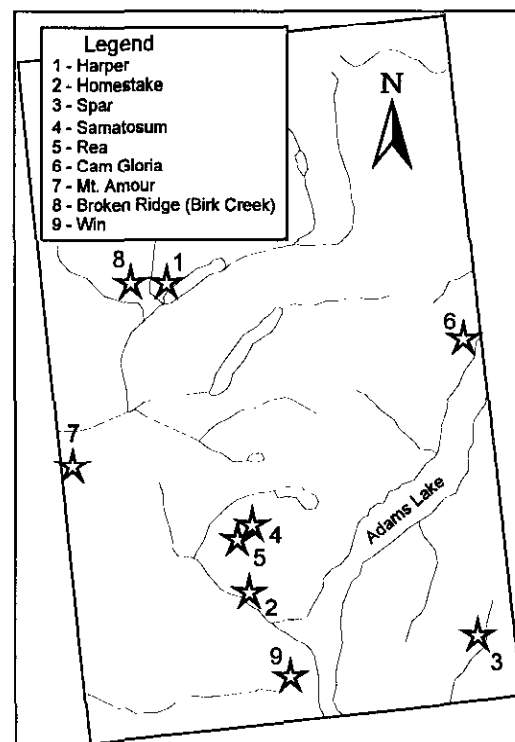 Legend
1 - Harper
2 - Homestake
3 - Spar
4 - Samatosum
5 - Rea
6 - Cam Gloria
7 - Mt. Amour
8 - Broken Ridge (Birk Creek)
9 - Win
N
8
1
6
7
Adams Lake
4
5
2
3
9